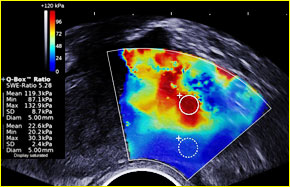 +120 kPa
96
72
48
24
0
+Q-Box™ Ratio
SWE-Ratio 5.28
Mean 119.3kPa
Min 87.1kPa
Max 132.9kPa
SD 8.7kPa
Diam 5.00mm
Mean 22.6kPa
Min 20.2kPa
Max 30.3kPa
SD 2.4kPa
Diam 5.00mm
Display saturated